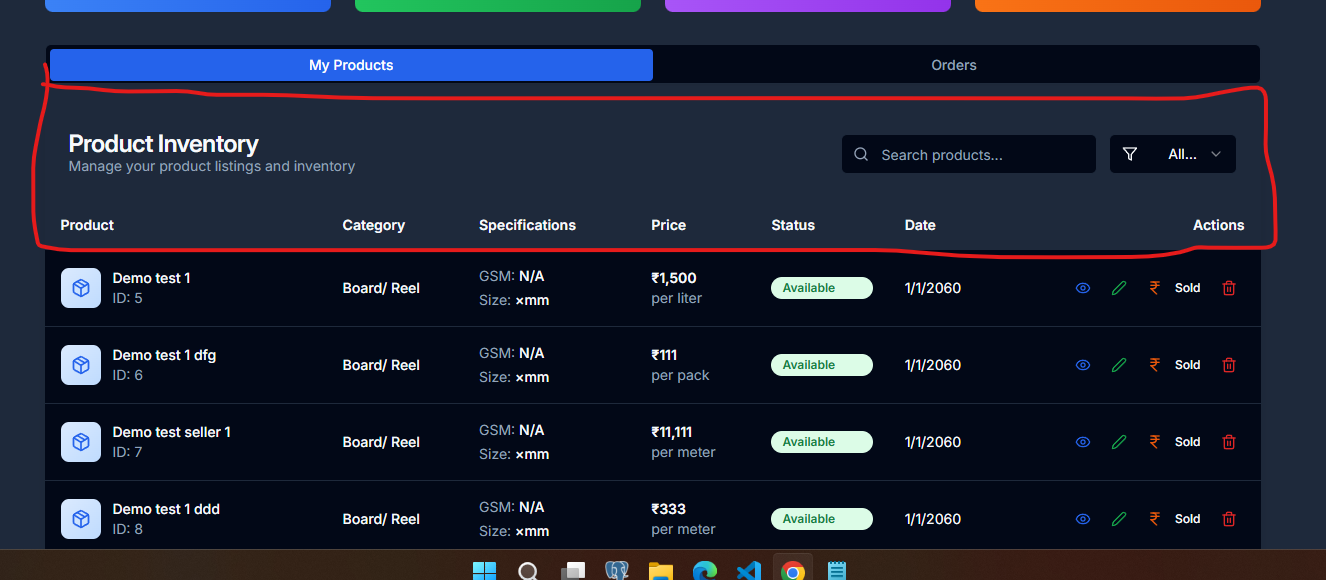 My Products Orders
Product Inventory
Manage your product listings and inventory
Search products... All...
Product Category Specifications Price Status Date Actions
Demo test 1
ID: 5
Board/ Reel
GSM: N/A
Size: ×mm
₹1,500
per liter
Available
1/1/2060
₹ Sold
Demo test 1 dfg
ID: 6
Board/ Reel
GSM: N/A
Size: ×mm
₹111
per pack
Available
1/1/2060
₹ Sold
Demo test seller 1
ID: 7
Board/ Reel
GSM: N/A
Size: ×mm
₹11,111
per meter
Available
1/1/2060
₹ Sold
Demo test 1 ddd
ID: 8
Board/ Reel
GSM: N/A
Size: ×mm
₹333
per meter
Available
1/1/2060
₹ Sold